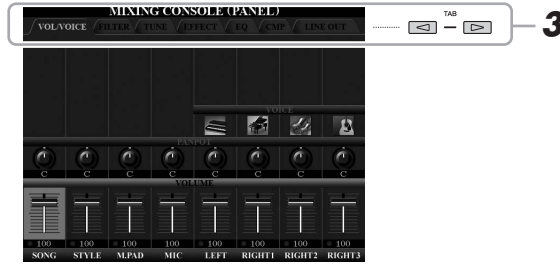 MIXING CONSOLE (PANEL)
VOL/VOICE FILTER TUNE EFFECT EQ CMP LINE OUT
TAB
3
VOICE
PANPOT
C C C C C C C C
VOLUME
100 100 100 100 100 100 100 100
SONG STYLE M.PAD MIC LEFT RIGHT1 RIGHT2 RIGHT3